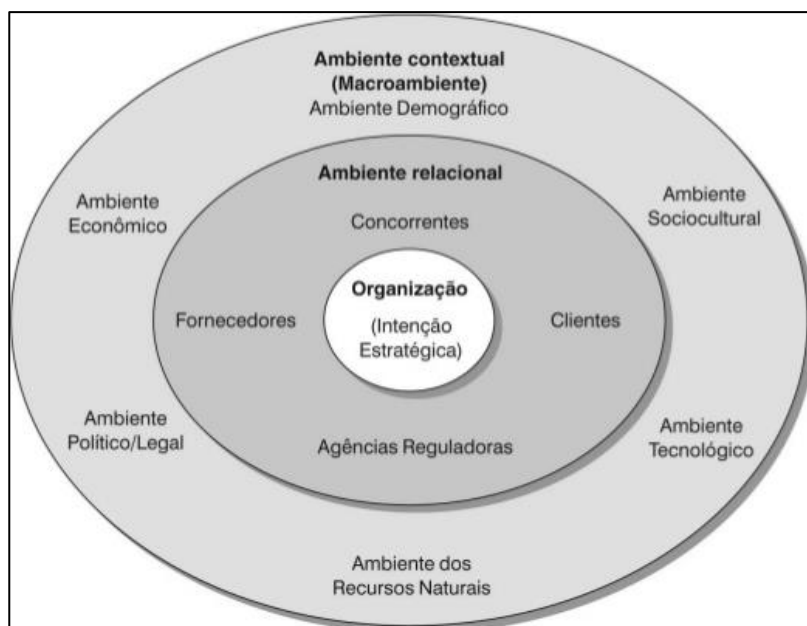 Ambiente contextual
(Macroambiente)
Ambiente Demográfico
Ambiente
Econômico
Ambiente
Sociocultural
Ambiente relacional
Concorrentes
Organização
(Intenção
Estratégica)
Fornecedores
Clientes
Ambiente
Político/Legal
Agências Reguladoras
Ambiente
Tecnológico
Ambiente dos
Recursos Naturais